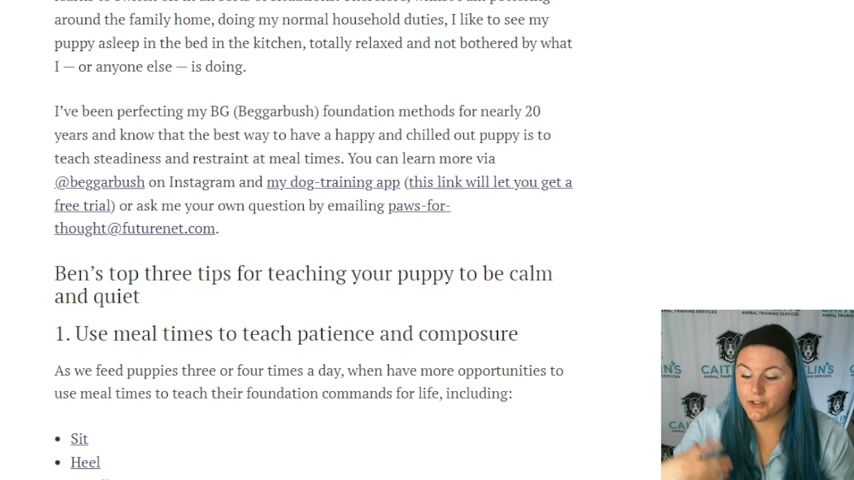 around the family home, doing my normal household duties, I like to see my
puppy asleep in the bed in the kitchen, totally relaxed and not bothered by what
I — or anyone else — is doing.
I've been perfecting my BG (Beggarbush) foundation methods for nearly 20
years and know that the best way to have a happy and chilled out puppy is to
teach steadiness and restraint at meal times. You can learn more via
@beggarbush on Instagram and my dog-training app (this link will let you get a
free trial) or ask me your own question by emailing paws-for-
thought@futurenet.com.
Ben's top three tips for teaching your puppy to be calm
and quiet
1. Use meal times to teach patience and composure
As we feed puppies three or four times a day, when have more opportunities to
use meal times to teach their foundation commands for life, including:
• Sit
• Heel
ANIMAL TRAINING SERVICES